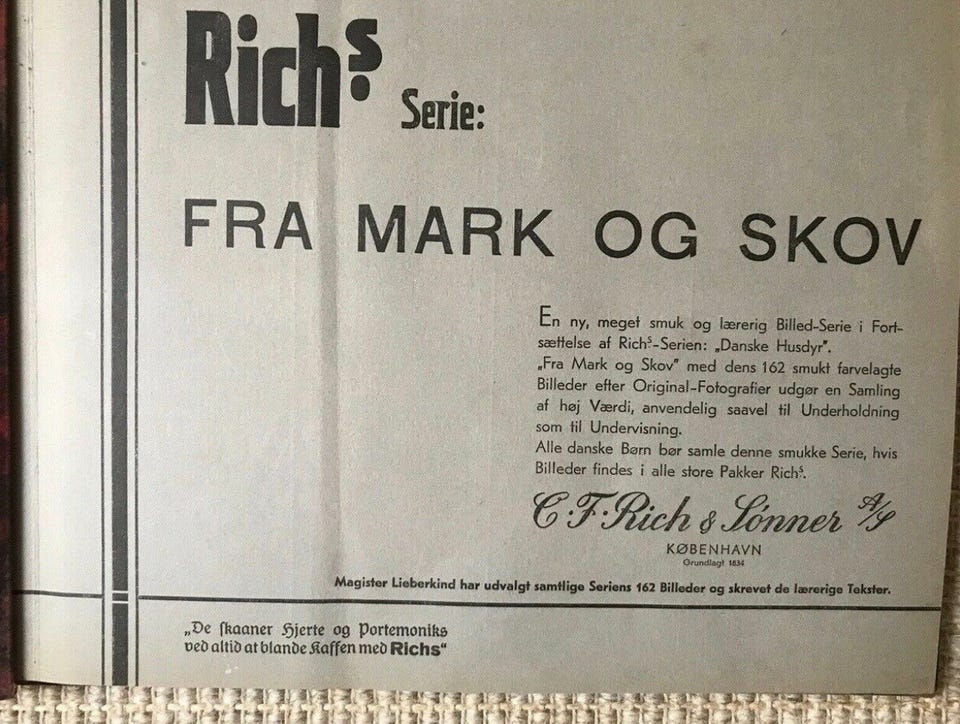 Richs
Serie:
FRA MARK OG SKOV
En ny, meget smuk og lærerig Billed-Serie i Fort-
sættelse af Richs-Serien: „Danske Husdyr”.
„Fra Mark og Skov” med dens 162 smukt farvelagte
Billeder efter Original-Fotografier udgør en Samling
af høj Værdi, anvendelig saavel til Underholdning
som til Undervisning.
Alle danske Børn bør samle denne smukke Serie, hvis
Billeder findes i alle store Pakker Richs.
C.F. Rich & Sønner A/S
KØBENHAVN
Grundlagt 1834
Magister Lieberkind har udvalgt samtlige Seriens 162 Billeder og skrevet de lærerige Tekster.
„De skaaner Hjerte og Portemoniks
ved altid at blande Kaffen med Richs“